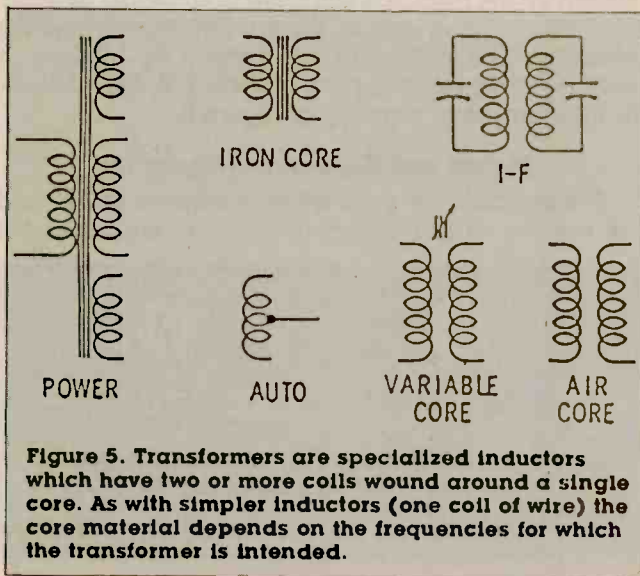 IRON CORE
I-F
POWER
AUTO
VARIABLE
CORE
AIR
CORE
Figure 5. Transformers are specialized inductors
which have two or more coils wound around a single
core. As with simpler inductors (one coil of wire) the
core material depends on the frequencies for which
the transformer is intended.